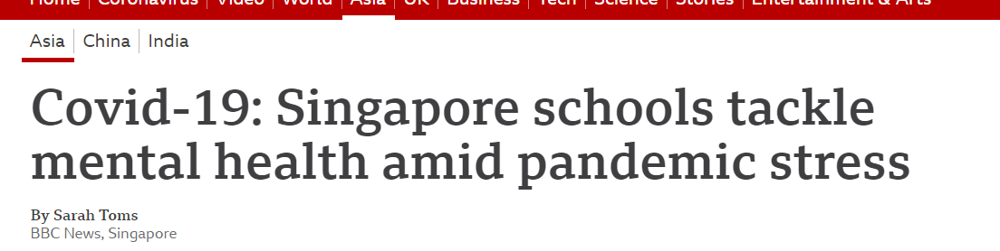 Home Coronavirus Video World Asia UK Business Tech Science Stories Entertainment & Arts
Asia China India
Covid-19: Singapore schools tackle
mental health amid pandemic stress
By Sarah Toms
BBC News, Singapore